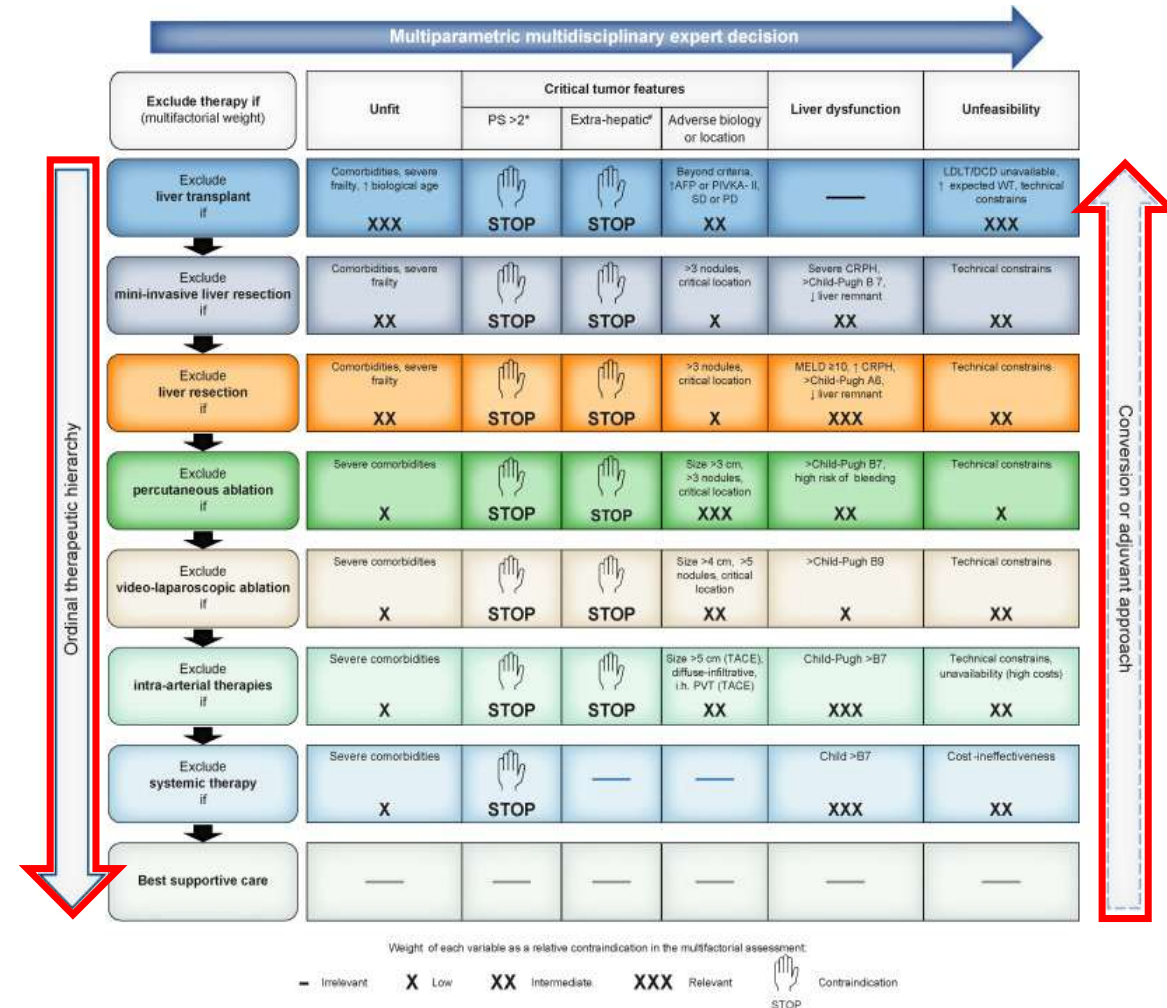 Multiparametric multidisciplinary expert decision
Exclude therapy if
(multifactorial weight)
Unfit
Critical tumor features
PS >2*
Extra-hepatic#
Adverse biology
or location
Liver dysfunction
Unfeasibility
Ordinal therapeutic hierarchy
Exclude
liver transplant
if
Comorbidities, severe
frailty, ↑ biological age
XXX
STOP
STOP
Beyond criteria,
↑AFP or PIVKA- II,
SD or PD
XX
—
LDLT/DCD unavailable,
↑ expected WT, technical
constrains
XXX
Exclude
mini-invasive liver resection
if
Comorbidities, severe
frailty
XX
STOP
STOP
>3 nodules,
critical location
X
Severe CRPH,
>Child-Pugh B 7,
↓ liver remnant
XX
Technical constrains
XX
Exclude
liver resection
if
Comorbidities, severe
frailty
XX
STOP
STOP
>3 nodules,
critical location
X
MELD ≥10, ↑ CRPH,
>Child-Pugh A6,
↓ liver remnant
XXX
Technical constrains
XX
Exclude
percutaneous ablation
if
Severe comorbidities
X
STOP
STOP
Size >3 cm,
>3 nodules,
critical location
XXX
>Child-Pugh B7,
high risk of bleeding
XX
Technical constrains
X
Exclude
video-laparoscopic ablation
if
Severe comorbidities
X
STOP
STOP
Size >4 cm, >5
nodules, critical
location
XX
>Child-Pugh B9
X
Technical constrains
XX
Exclude
intra-arterial therapies
if
Severe comorbidities
X
STOP
STOP
Size >5 cm (TACE),
diffuse-infiltrative,
i.h. PVT (TACE)
XX
Child-Pugh >B7
XXX
Technical constrains,
unavailability (high costs)
XX
Exclude
systemic therapy
if
Severe comorbidities
X
STOP
—
—
Child >B7
XXX
Cost-ineffectiveness
XX
Best supportive care
—
—
—
—
—
—
Conversion or adjuvant approach
Weight of each variable as a relative contraindication in the multifactorial assessment:
– Irrelevant X Low XX Intermediate XXX Relevant STOP Contraindication